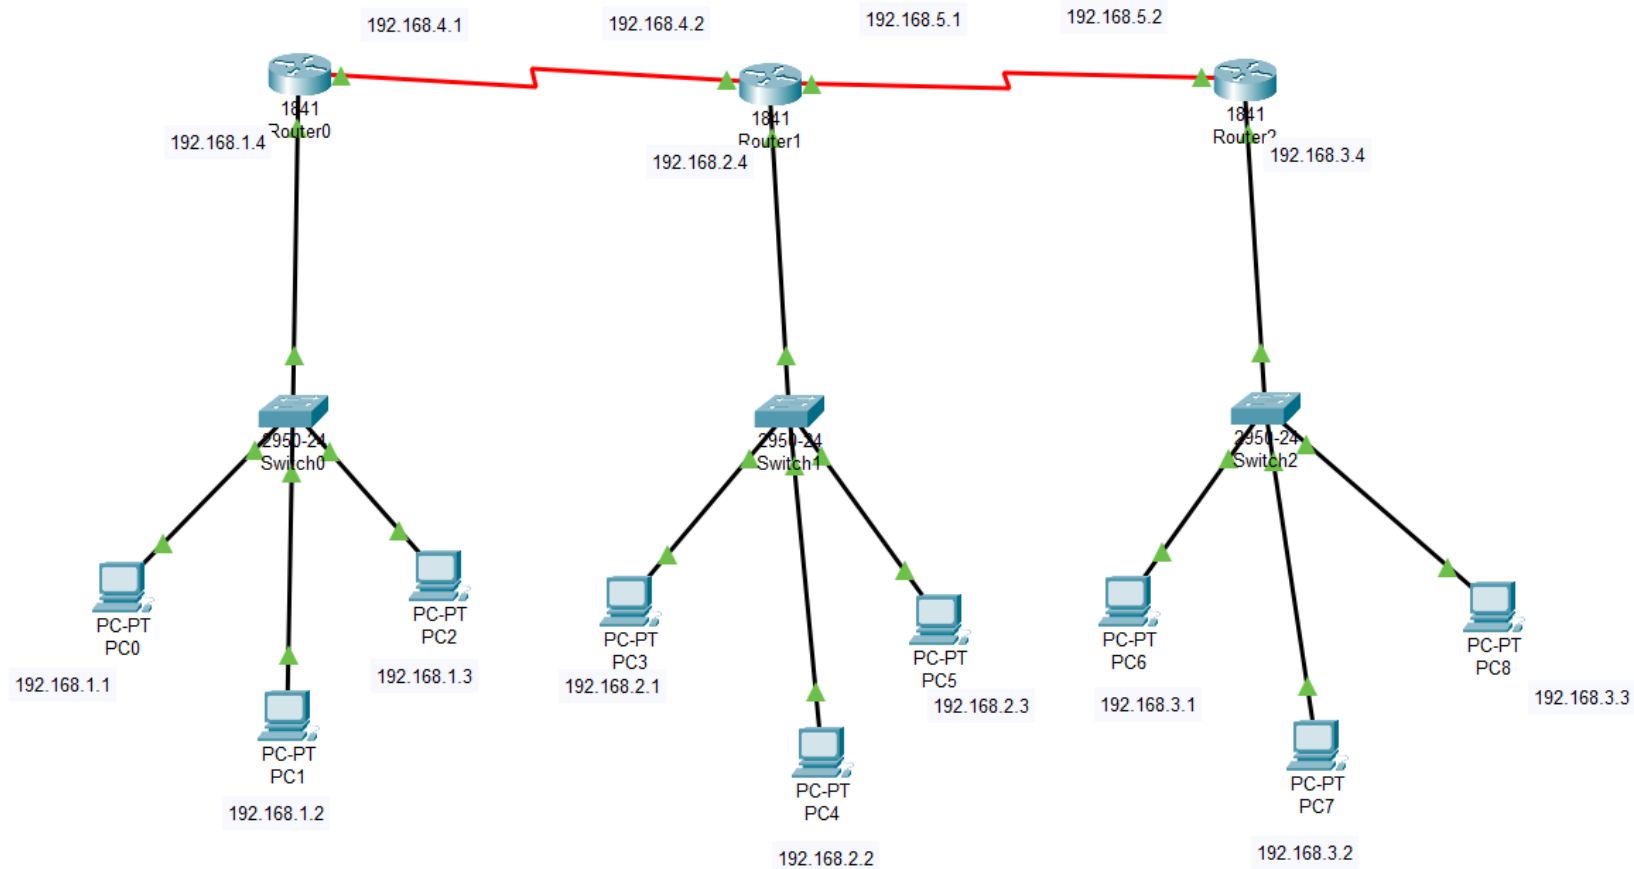 192.168.4.1
192.168.4.2
192.168.5.1
192.168.5.2
1841
Router0
1841
Router1
1841
Router2
192.168.1.4
192.168.2.4
192.168.3.4
2950-24
Switch0
2950-24
Switch1
2950-24
Switch2
PC-PT
PC0
192.168.1.1
PC-PT
PC1
192.168.1.2
PC-PT
PC2
192.168.1.3
PC-PT
PC3
192.168.2.1
PC-PT
PC4
192.168.2.2
PC-PT
PC5
192.168.2.3
PC-PT
PC6
192.168.3.1
PC-PT
PC7
192.168.3.2
PC-PT
PC8
192.168.3.3